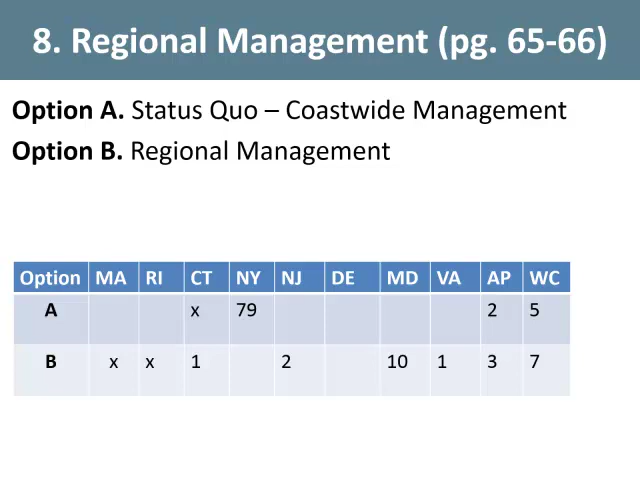 8. Regional Management (pg. 65-66)
Option A. Status Quo – Coastwide Management
Option B. Regional Management
Option MA RI CT NY NJ DE MD VA AP WC
A x 79 2 5
B x x 1 2 10 1 3 7